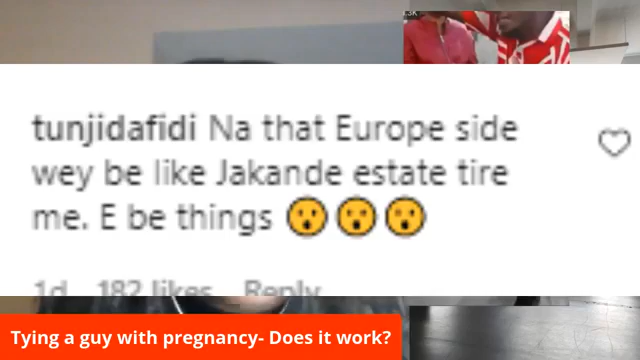 tunjidafidi Na that Europe side
wey be like Jakande estate tire
me. E be things 😮😮😮
1d 182 likes Reply
Tying a guy with pregnancy- Does it work?